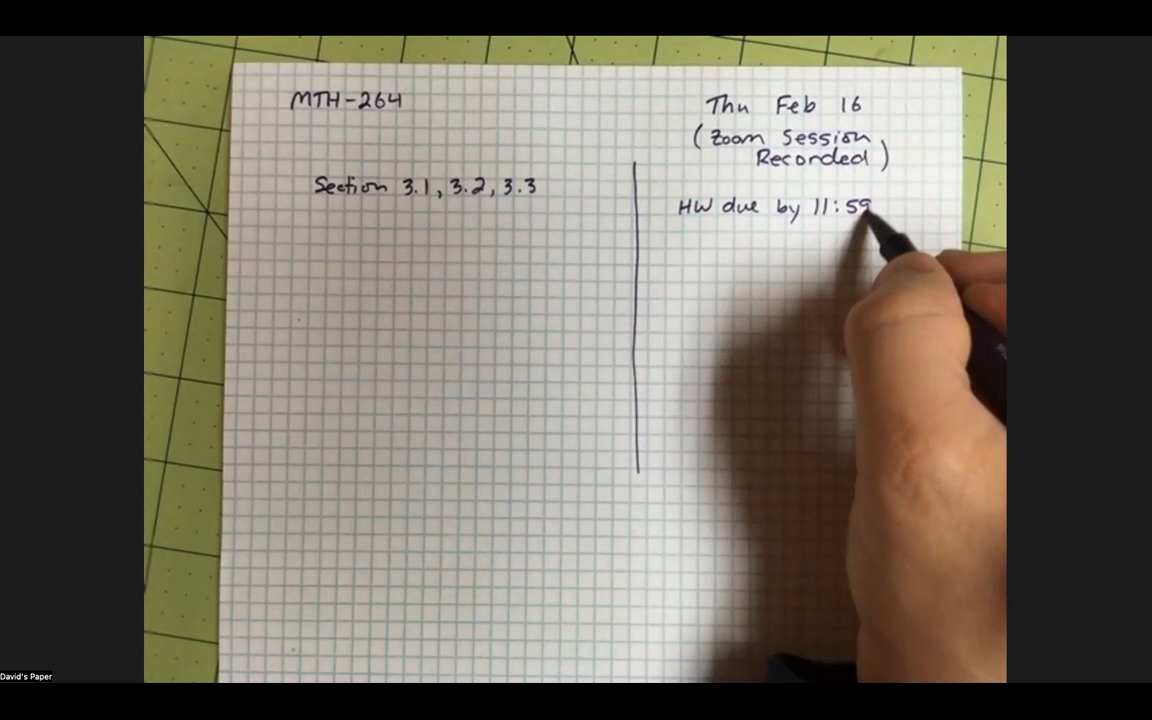 MTH-264
Thu Feb 16
(Zoom Session
Recorded)
Section 3.1, 3.2, 3.3
HW due by 11:59
David's Paper